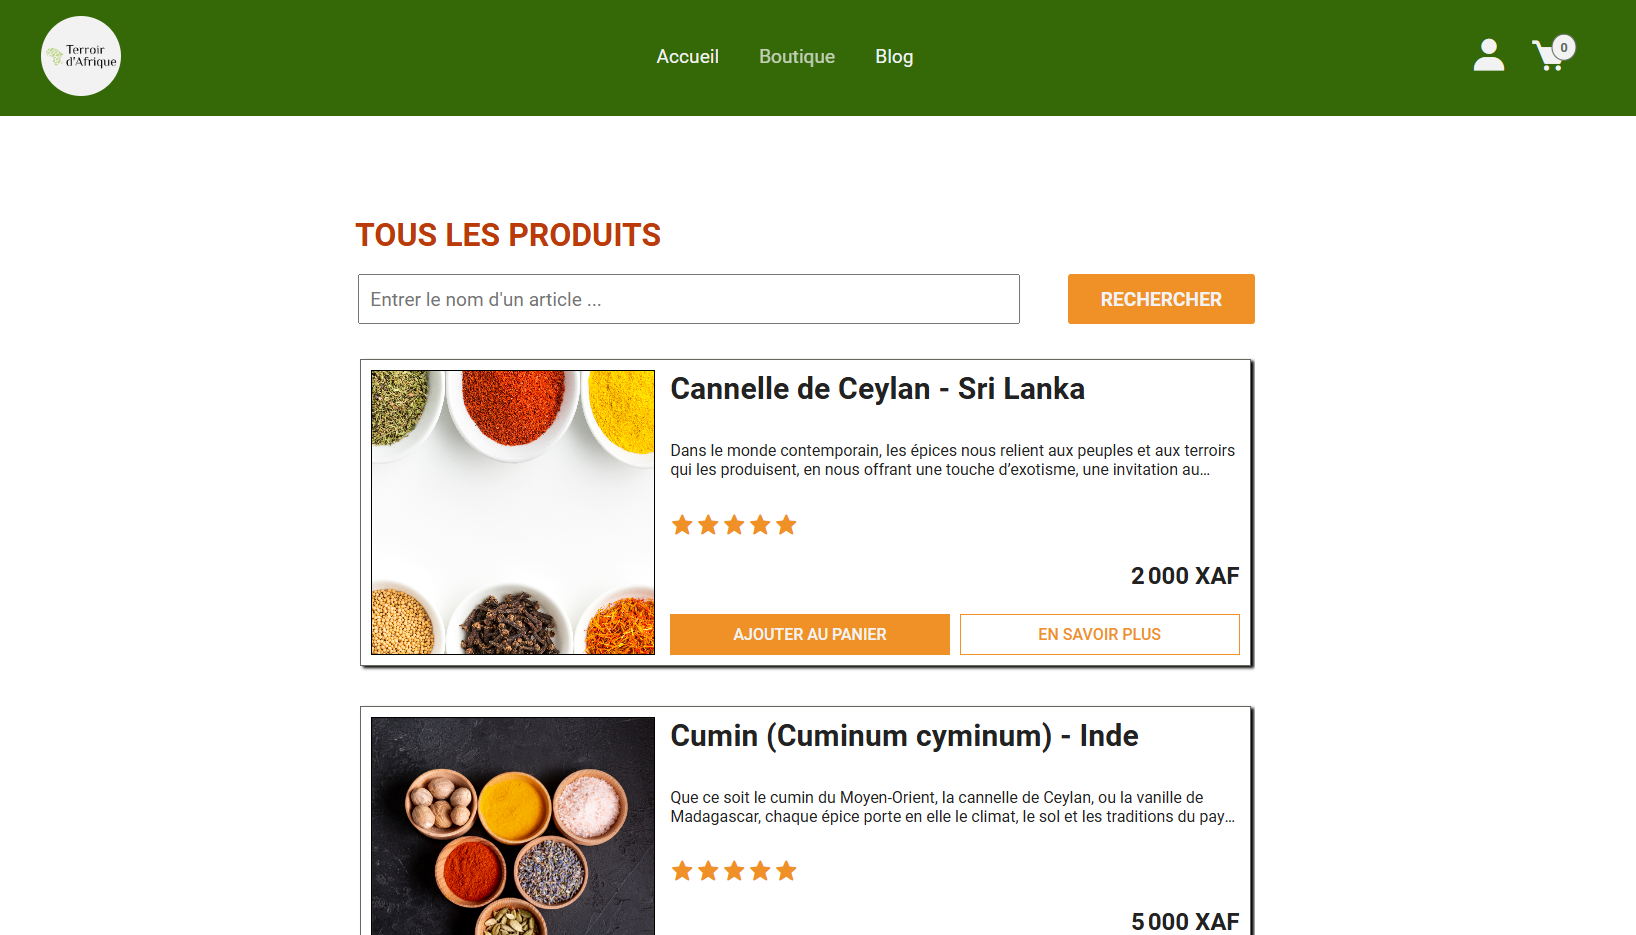 Terroir
d'Afrique
Accueil
Boutique
Blog
0
TOUS LES PRODUITS
Entrer le nom d'un article ...
RECHERCHER
Cannelle de Ceylan - Sri Lanka
Dans le monde contemporain, les épices nous relient aux peuples et aux terroirs
qui les produisent, en nous offrant une touche d’exotisme, une invitation au…
2 000 XAF
AJOUTER AU PANIER
EN SAVOIR PLUS
Cumin (Cuminum cyminum) - Inde
Que ce soit le cumin du Moyen-Orient, la cannelle de Ceylan, ou la vanille de
Madagascar, chaque épice porte en elle le climat, le sol et les traditions du pay…
5 000 XAF